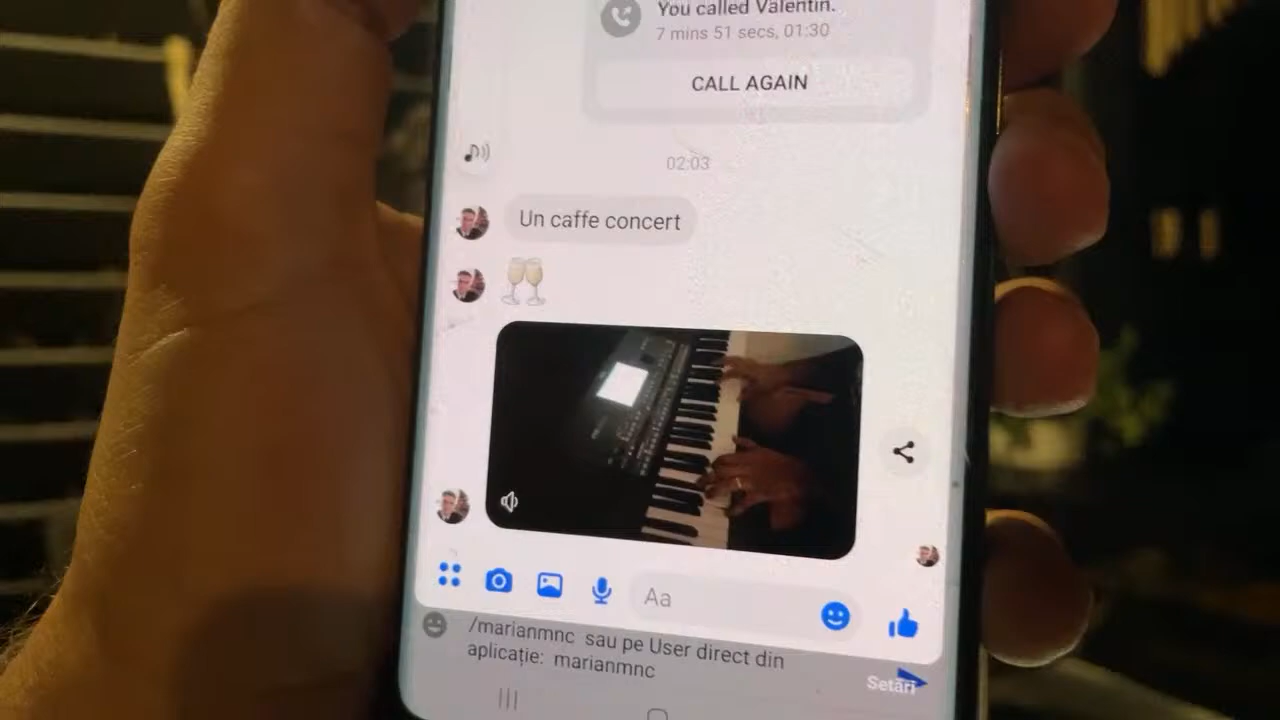 You called Valentin.
7 mins 51 secs, 01:30
CALL AGAIN
02:03
Un caffe concert
Aa
/marianmnc sau pe User direct din
aplicație: marianmnc
Setări